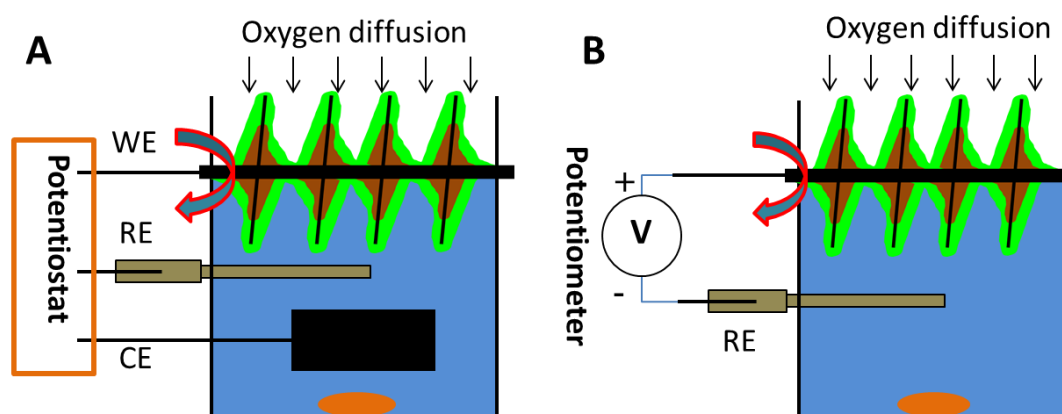 A
Oxygen diffusion
WE
RE
CE
Potentiostat
B
Oxygen diffusion
Potentiometer
+
V
-
RE